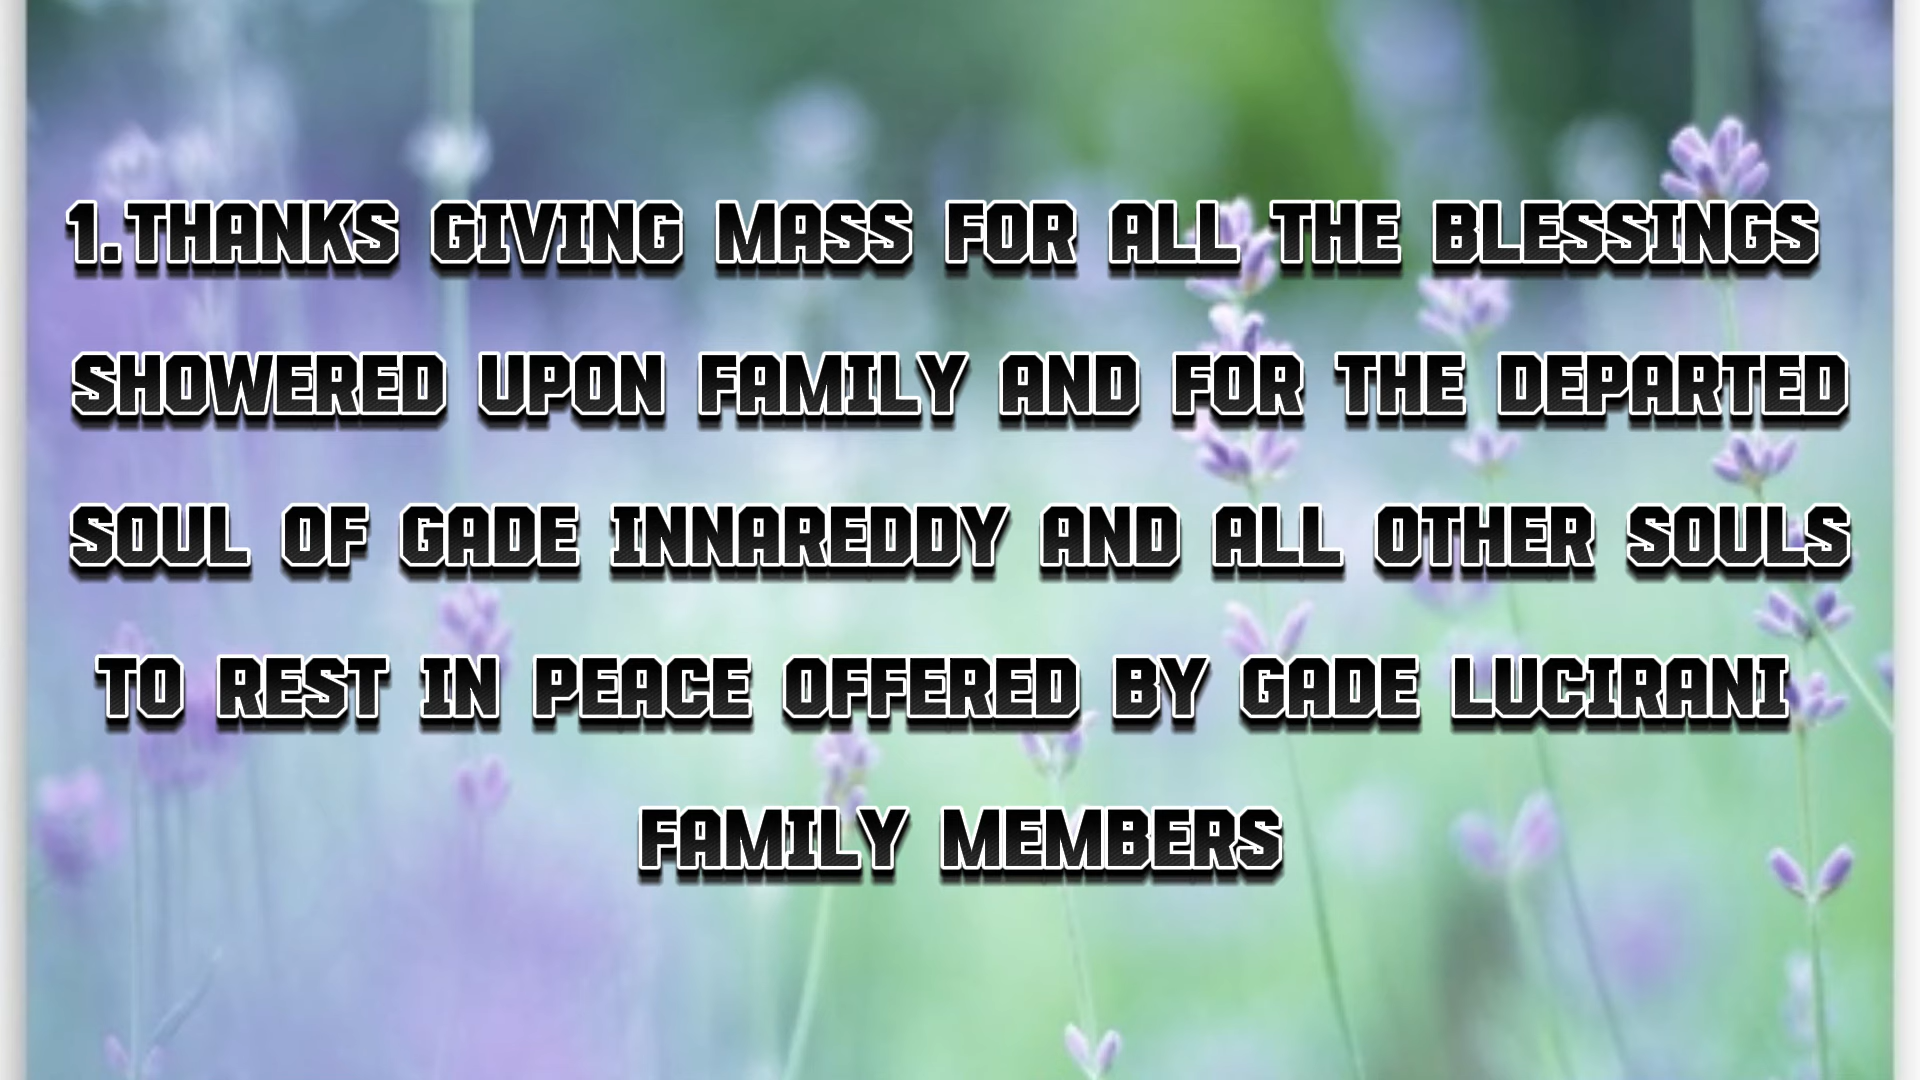 1.THANKS GIVING MASS FOR ALL THE BLESSINGS
SHOWERED UPON FAMILY AND FOR THE DEPARTED
SOUL OF GADE INNAREDDY AND ALL OTHER SOULS
TO REST IN PEACE OFFERED BY GADE LUCIRANI
FAMILY MEMBERS